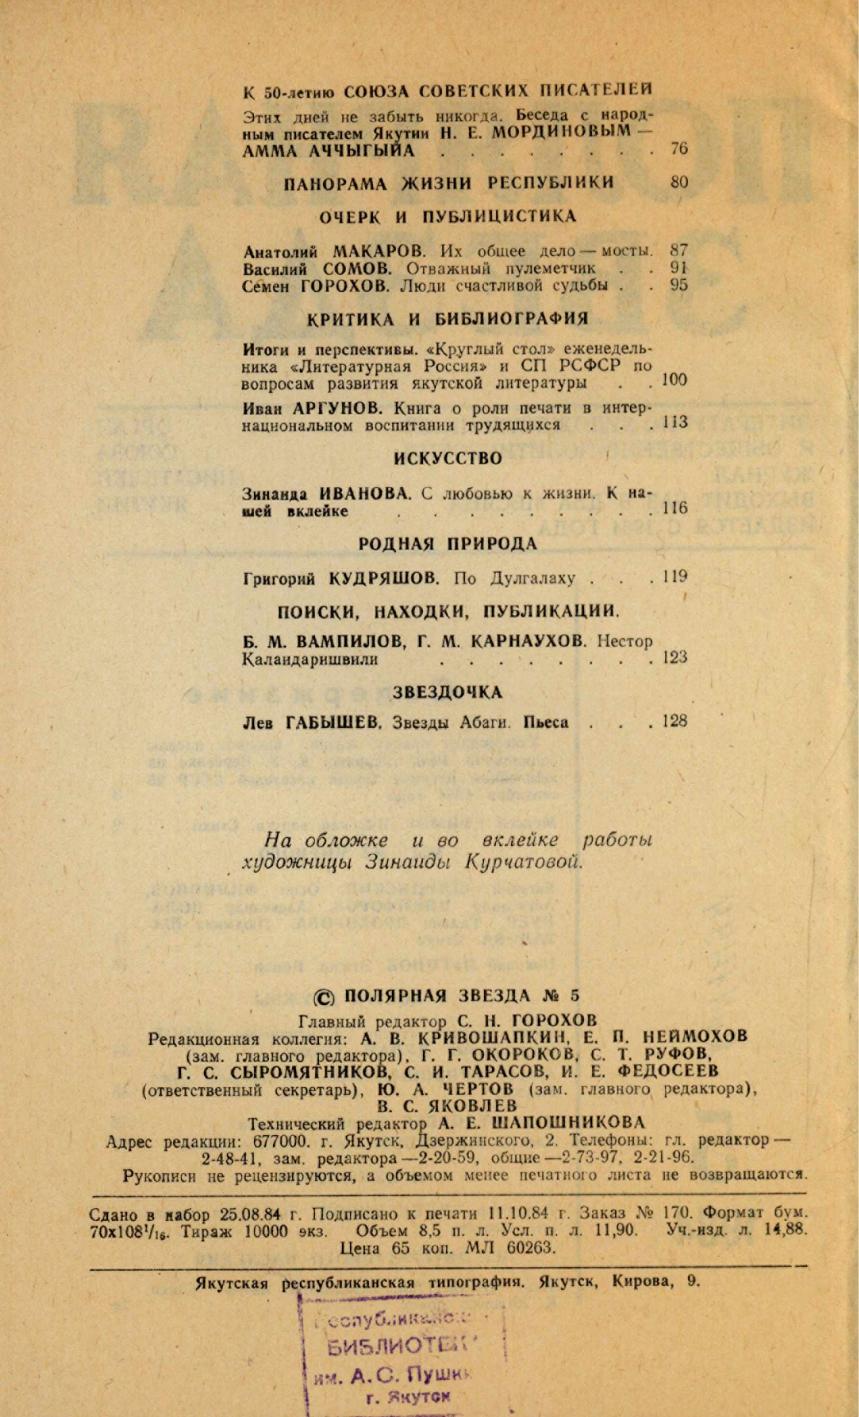 К 50-летию СОЮЗА СОВЕТСКИХ ПИСАТЕЛЕЙ
Этих дней не забыть никогда. Беседа с народ-
ным писателем Якутии Н. Е. МОРДИНОВЫМ —
АММА АЧЧЫГЫЙА . . . . . . . . 76
ПАНОРАМА ЖИЗНИ РЕСПУБЛИКИ 80
ОЧЕРК И ПУБЛИЦИСТИКА
Анатолий МАКАРОВ. Их общее дело — мосты. 87
Василий СОМОВ. Отважный пулеметчик . . 91
Семен ГОРОХОВ. Люди счастливой судьбы . . 95
КРИТИКА И БИБЛИОГРАФИЯ
Итоги и перспективы. «Круглый стол» еженедель-
ника «Литературная Россия» и СП РСФСР по
вопросам развития якутской литературы . . 100
Иван АРГУНОВ. Книга о роли печати в интер-
национальном воспитании трудящихся . . . 113
ИСКУССТВО
Зинаида ИВАНОВА. С любовью к жизни. К на-
шей вклейке . . . . . . . . 116
РОДНАЯ ПРИРОДА
Григорий КУДРЯШОВ. По Дулгалаху . . . 119
ПОИСКИ, НАХОДКИ, ПУБЛИКАЦИИ.
Б. М. ВАМПИЛОВ, Г. М. КАРНАУХОВ. Нестор
Каландаришвили . . . . . . . 123
ЗВЕЗДОЧКА
Лев ГАБЫШЕВ. Звезды Абаги. Пьеса . . . 128
На обложке и во вклейке работы
художницы Зинаиды Курчатовой.
© ПОЛЯРНАЯ ЗВЕЗДА № 5
Главный редактор С. Н. ГОРОХОВ
Редакционная коллегия: А. В. КРИВОШАПКИН, Е. П. НЕЙМОХОВ
(зам. главного редактора), Г. Г. ОКОРОКОВ, С. Т. РУФОВ,
Г. С. СЫРОМЯТНИКОВ, С. И. ТАРАСОВ, И. Е. ФЕДОСЕЕВ
(ответственный секретарь), Ю. А. ЧЕРТОВ (зам. главного редактора),
В. С. ЯКОВЛЕВ
Технический редактор А. Е. ШАПОШНИКОВА
Адрес редакции: 677000. г. Якутск, Дзержинского, 2. Телефоны: гл. редактор —
2-48-41, зам. редактора — 2-20-59, общие — 2-73-97, 2-21-96.
Рукописи не рецензируются, а объемом менее печатного листа не возвращаются.
Сдано в набор 25.08.84 г. Подписано к печати 11.10.84 г. Заказ № 170. Формат бум.
70х108¹/₁₆. Тираж 10000 экз. Объем 8,5 п. л. Усл. п. л. 11,90. Уч.-изд. л. 14,88.
Цена 65 коп. МЛ 60263.
Якутская республиканская типография. Якутск, Кирова, 9.
БИБЛИОТЕК
им. А.С. Пушк
г. Якутск